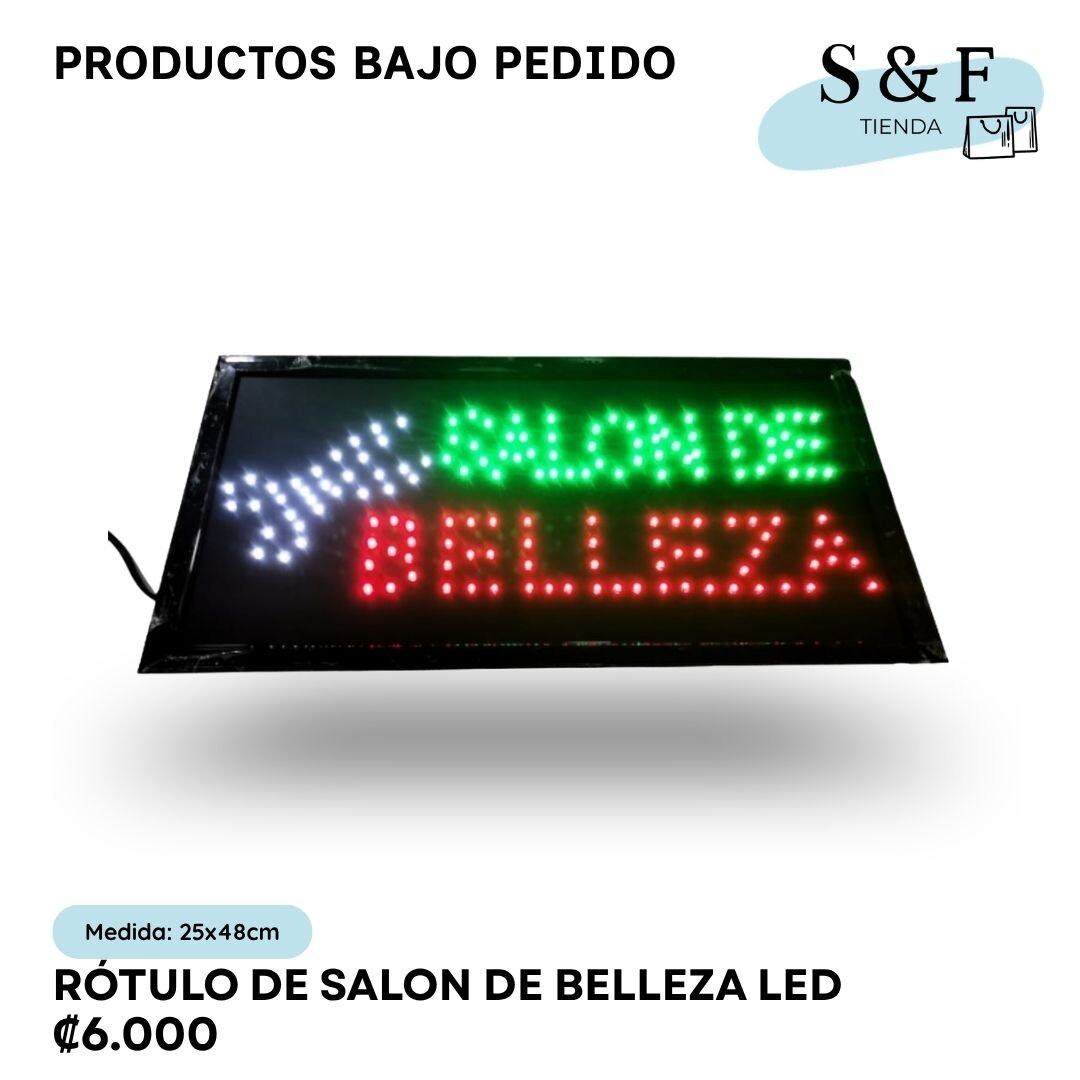 PRODUCTOS BAJO PEDIDO
S & F
TIENDA
SALON DE
BELLEZA
Medida: 25x48cm
RÓTULO DE SALON DE BELLEZA LED
₡6.000